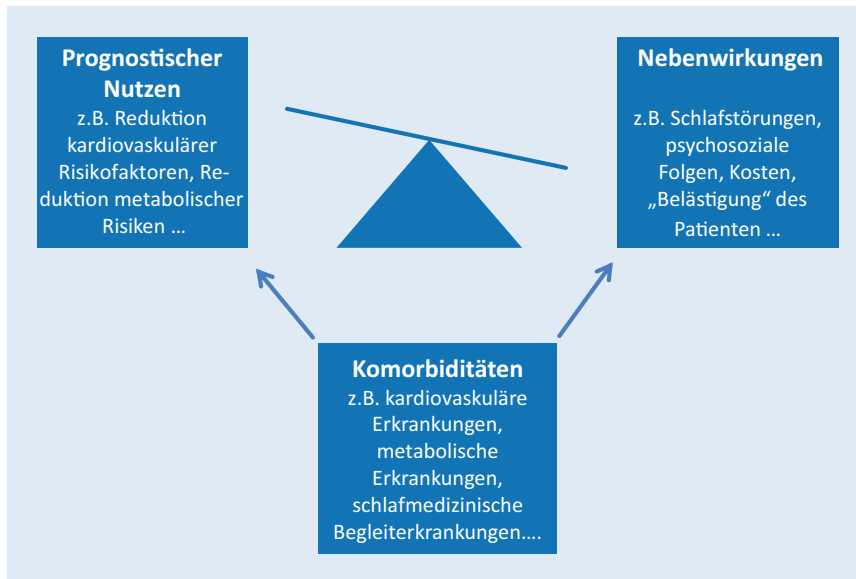 Prognostischer
Nutzen
z.B. Reduktion
kardiovaskulärer
Risikofaktoren, Re-
duktion metabolischer
Risiken ...
Nebenwirkungen
z.B. Schlafstörungen,
psychosoziale
Folgen, Kosten,
„Belästigung“ des
Patienten ...
Komorbiditäten
z.B. kardiovaskuläre
Erkrankungen,
metabolische
Erkrankungen,
schlafmedizinische
Begleiterkrankungen....